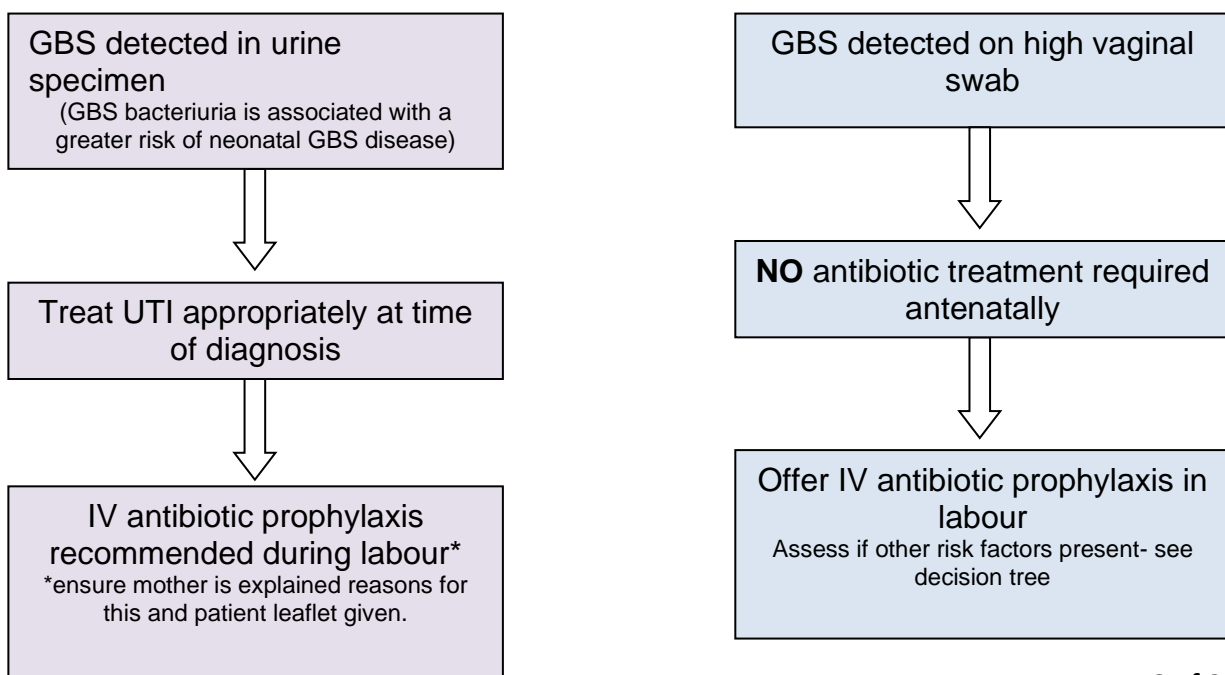 GBS detected in urine
specimen
(GBS bacteriuria is associated with a
greater risk of neonatal GBS disease)
Treat UTI appropriately at time
of diagnosis
IV antibiotic prophylaxis
recommended during labour*
*ensure mother is explained reasons for
this and patient leaflet given.
GBS detected on high vaginal
swab
NO antibiotic treatment required
antenatally
Offer IV antibiotic prophylaxis in
labour
Assess if other risk factors present- see
decision tree